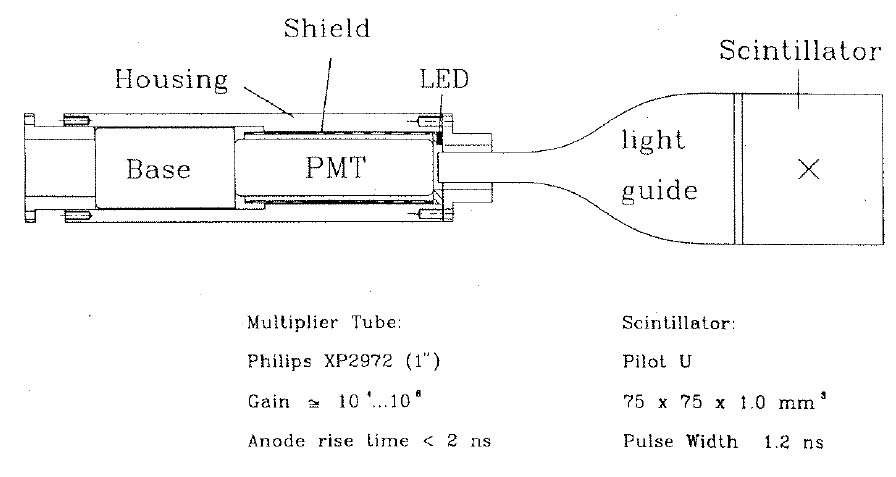 Shield
Scintillator
Housing
LED
light
guide
Base
PMT
Multiplier Tube:
Philips XP2972 (1")
Gain ≅ 10⁴...10⁶
Anode rise time < 2 ns
Scintillator:
Pilot U
75 x 75 x 1.0 mm³
Pulse Width 1.2 ns